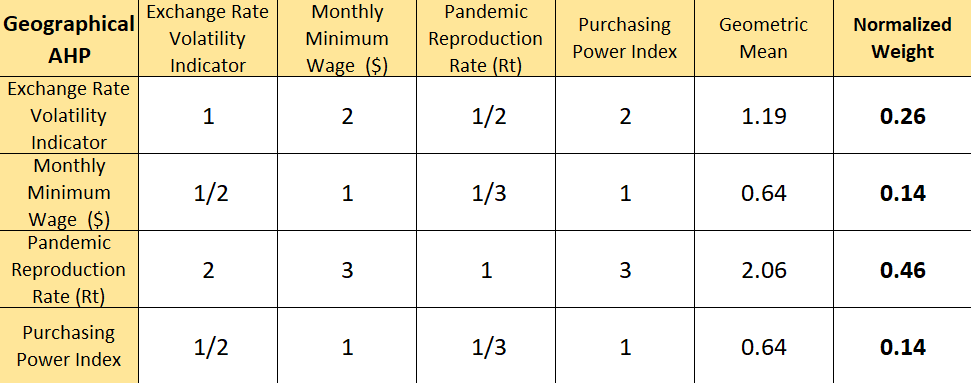 Geographical
AHP
Exchange Rate
Volatility
Indicator
Monthly
Minimum
Wage ($)
Pandemic
Reproduction
Rate (Rt)
Purchasing
Power Index
Geometric
Mean
Normalized
Weight
Exchange Rate
Volatility
Indicator
1
2
1/2
2
1.19
0.26
Monthly
Minimum
Wage ($)
1/2
1
1/3
1
0.64
0.14
Pandemic
Reproduction
Rate (Rt)
2
3
1
3
2.06
0.46
Purchasing
Power Index
1/2
1
1/3
1
0.64
0.14